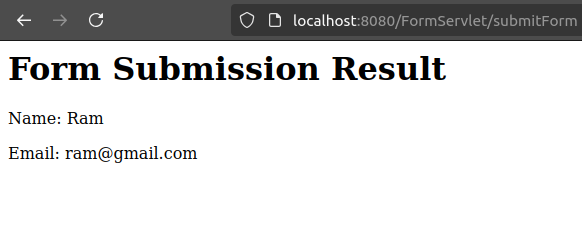 localhost:8080/FormServlet/submitForm
Form Submission Result
Name: Ram
Email: ram@gmail.com